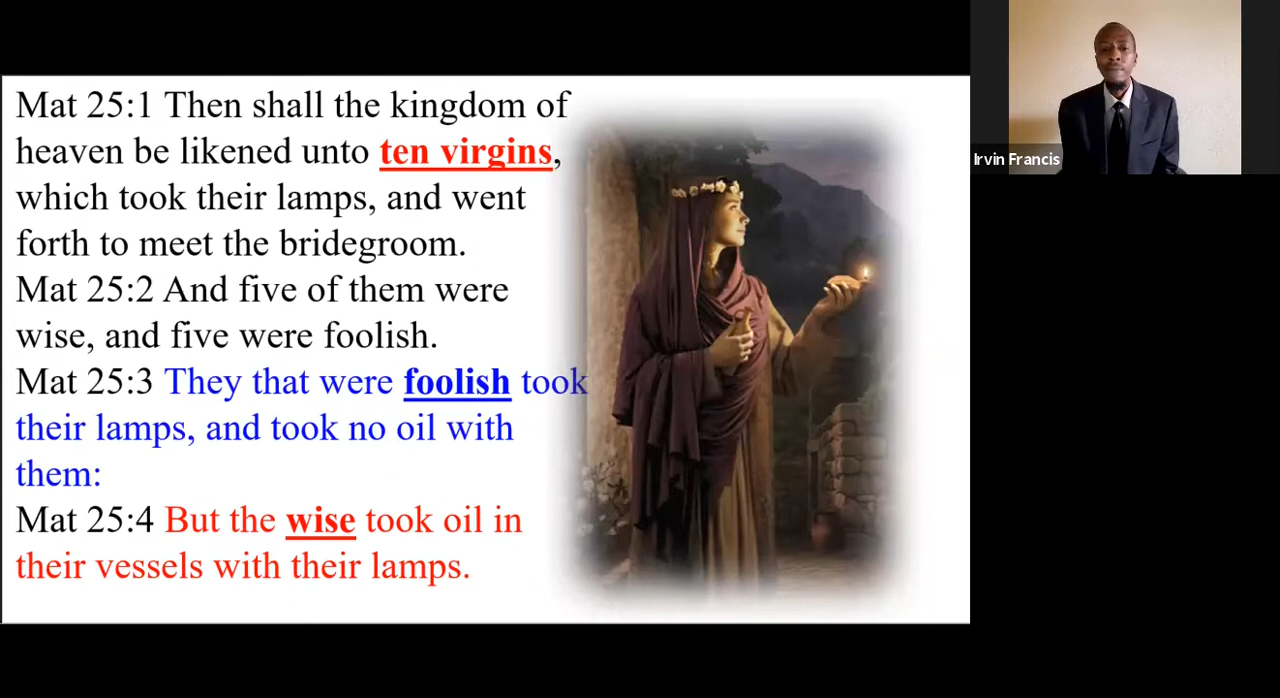 Mat 25:1 Then shall the kingdom of
heaven be likened unto ten virgins,
which took their lamps, and went
forth to meet the bridegroom.
Mat 25:2 And five of them were
wise, and five were foolish.
Mat 25:3 They that were foolish took
their lamps, and took no oil with
them:
Mat 25:4 But the wise took oil in
their vessels with their lamps.
Irvin Francis